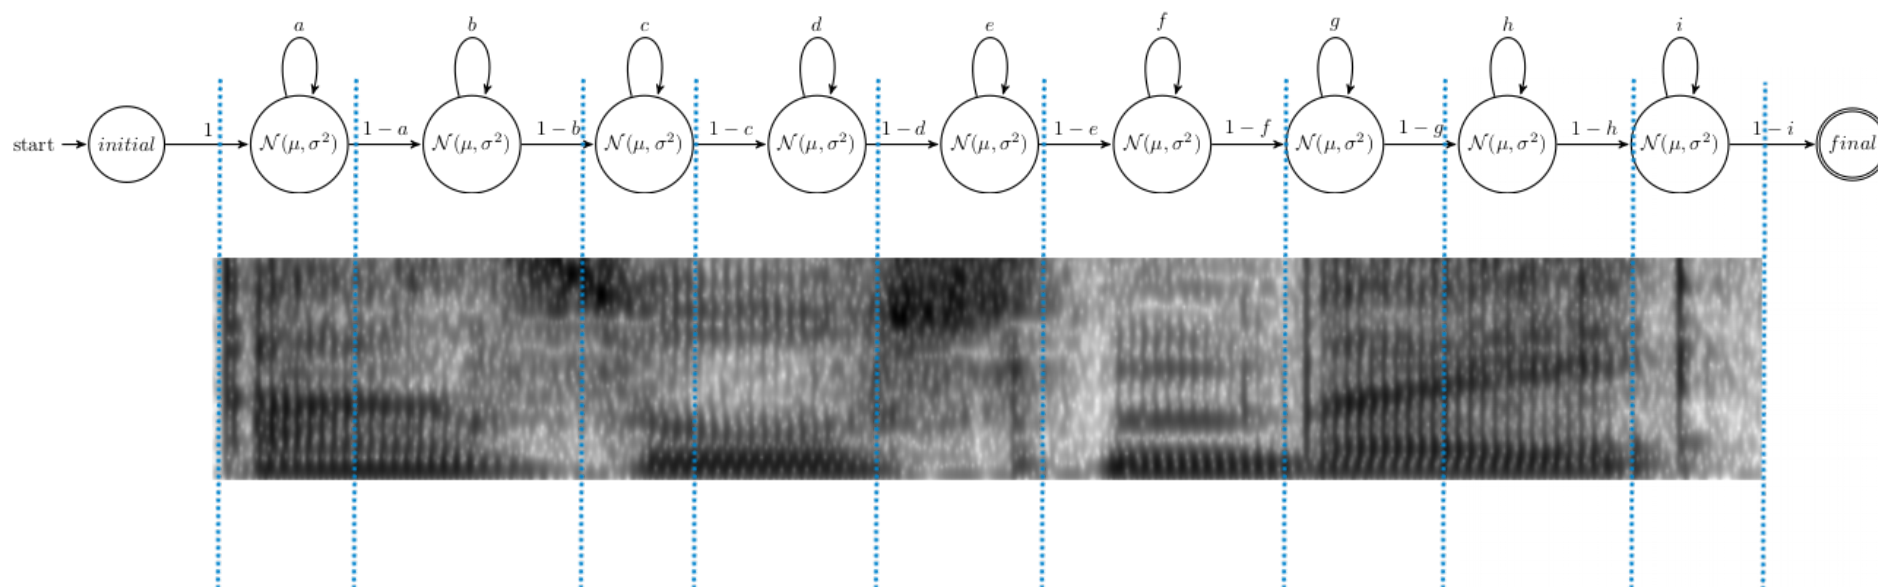 a b c d e f g h i
start initial 1 𝒩(μ, σ²) 1 − a 𝒩(μ, σ²) 1 − b 𝒩(μ, σ²) 1 − c 𝒩(μ, σ²) 1 − d 𝒩(μ, σ²) 1 − e 𝒩(μ, σ²) 1 − f 𝒩(μ, σ²) 1 − g 𝒩(μ, σ²) 1 − h 𝒩(μ, σ²) 1 − i final